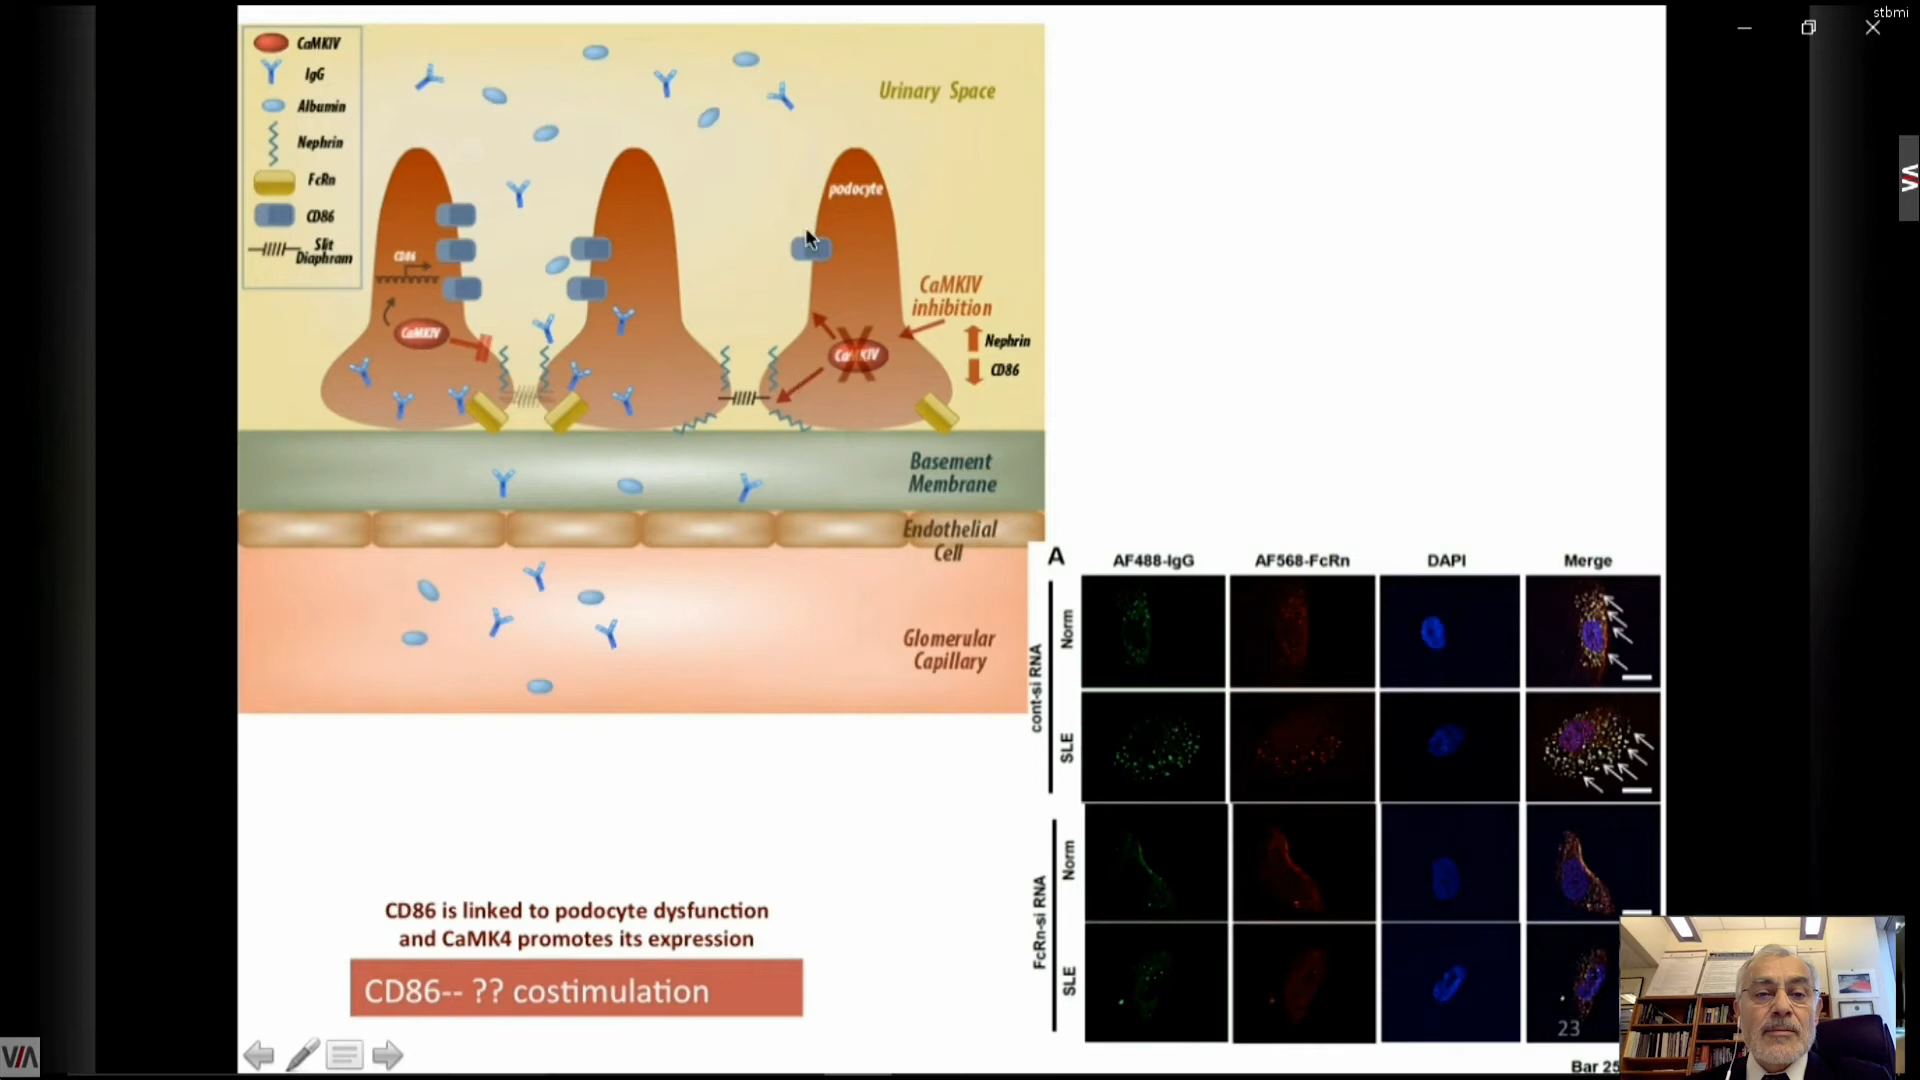 stbmi
CaMKIV
IgG
Albumin
Nephrin
FcRn
CD86
Slit
Diaphram
Urinary Space
podocyte
CD86
CaMKIV
CaMKIV
inhibition
CaMKIV
Nephrin
CD86
Basement
Membrane
Endothelial
Cell
Glomerular
Capillary
A
AF488-IgG
AF568-FcRn
DAPI
Merge
cont-si RNA
Norm
SLE
FcRn-si RNA
Norm
SLE
CD86 is linked to podocyte dysfunction
and CaMK4 promotes its expression
CD86-- ?? costimulation
23
Bar 25
VIA